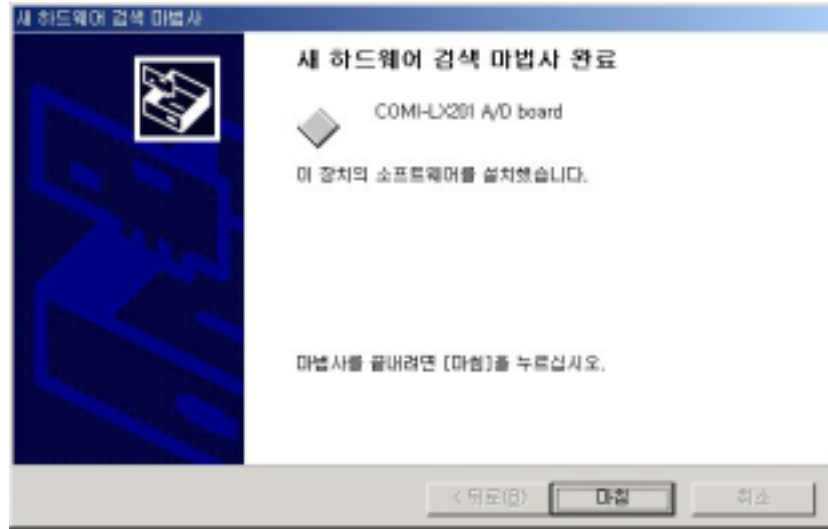 새 하드웨어 검색 마법사
새 하드웨어 검색 마법사 완료
COMI-LX201 A/D board
이 장치의 소프트웨어를 설치했습니다.
마법사를 끝내려면 [마침]을 누르십시오.
< 뒤로(B)
마침
취소